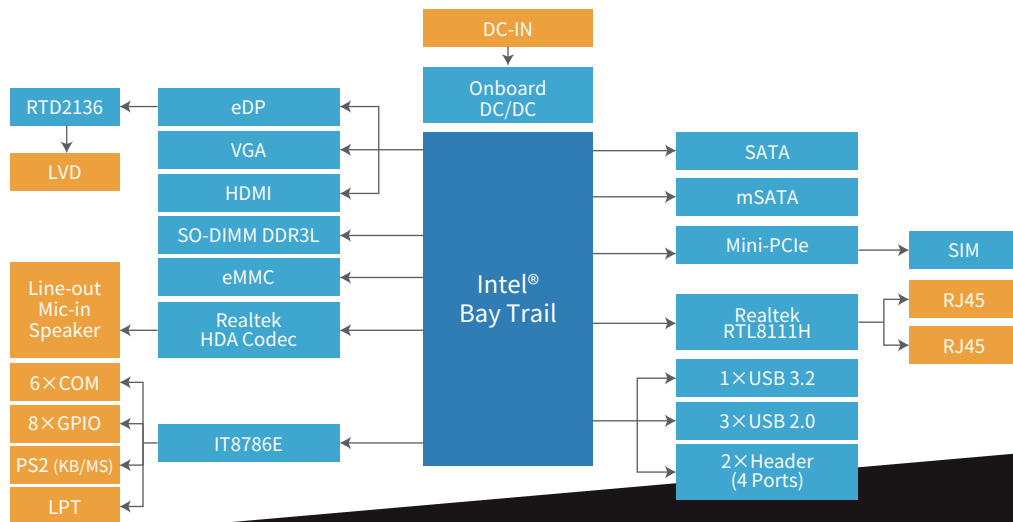 DC-IN
Onboard
DC/DC
RTD2136
eDP
LVD
VGA
HDMI
SO-DIMM DDR3L
eMMC
Line-out
Mic-in
Speaker
Realtek
HDA Codec
6×COM
8×GPIO
PS2 (KB/MS)
LPT
IT8786E
Intel®
Bay Trail
SATA
mSATA
Mini-PCIe
SIM
Realtek
RTL8111H
RJ45
RJ45
1×USB 3.2
3×USB 2.0
2×Header
(4 Ports)